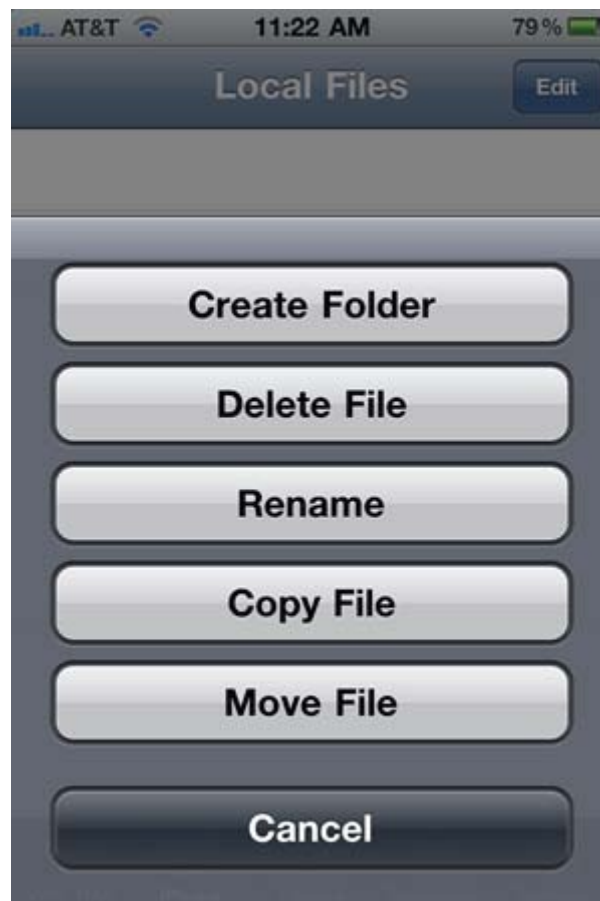 AT&T 11:22 AM 79%
Local Files Edit
Create Folder
Delete File
Rename
Copy File
Move File
Cancel